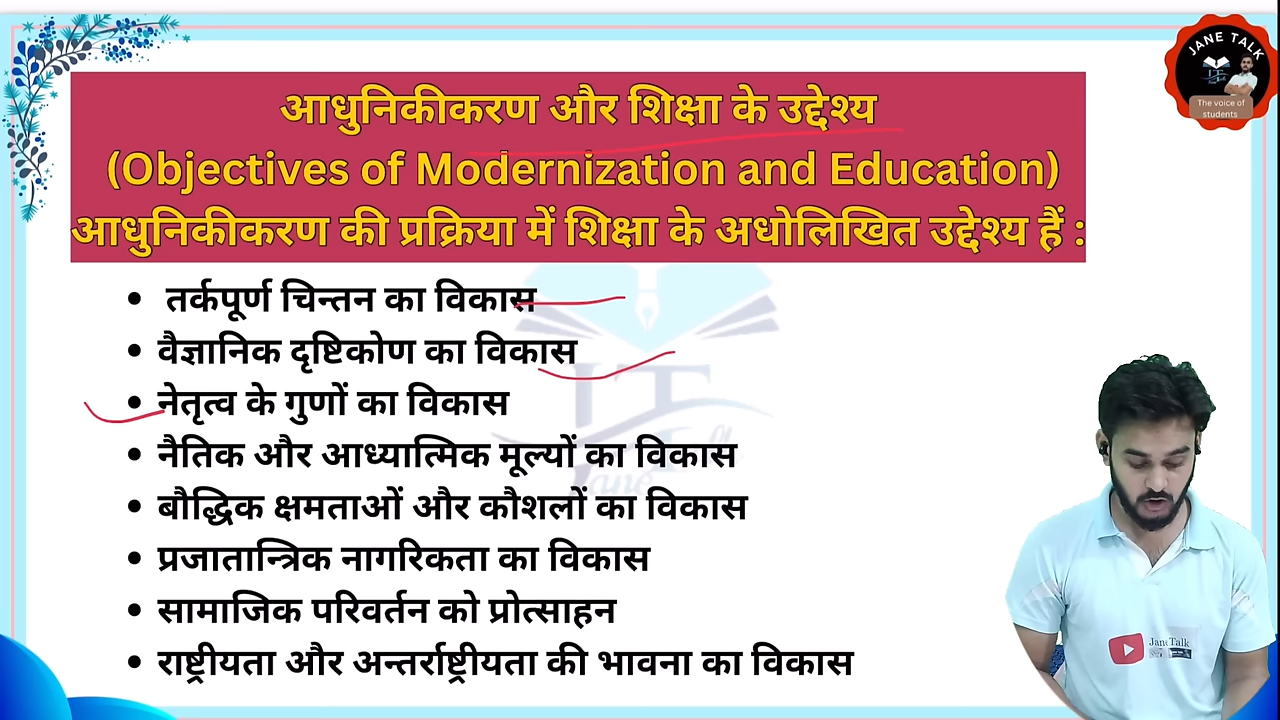 JANE TALK
The voice of
students
आधुनिकीकरण और शिक्षा के उद्देश्य
(Objectives of Modernization and Education)
आधुनिकीकरण की प्रक्रिया में शिक्षा के अधोलिखित उद्देश्य हैं :
• तर्कपूर्ण चिन्तन का विकास
• वैज्ञानिक दृष्टिकोण का विकास
• नेतृत्व के गुणों का विकास
• नैतिक और आध्यात्मिक मूल्यों का विकास
• बौद्धिक क्षमताओं और कौशलों का विकास
• प्रजातान्त्रिक नागरिकता का विकास
• सामाजिक परिवर्तन को प्रोत्साहन
• राष्ट्रीयता और अन्तर्राष्ट्रीयता की भावना का विकास
Jane Talk